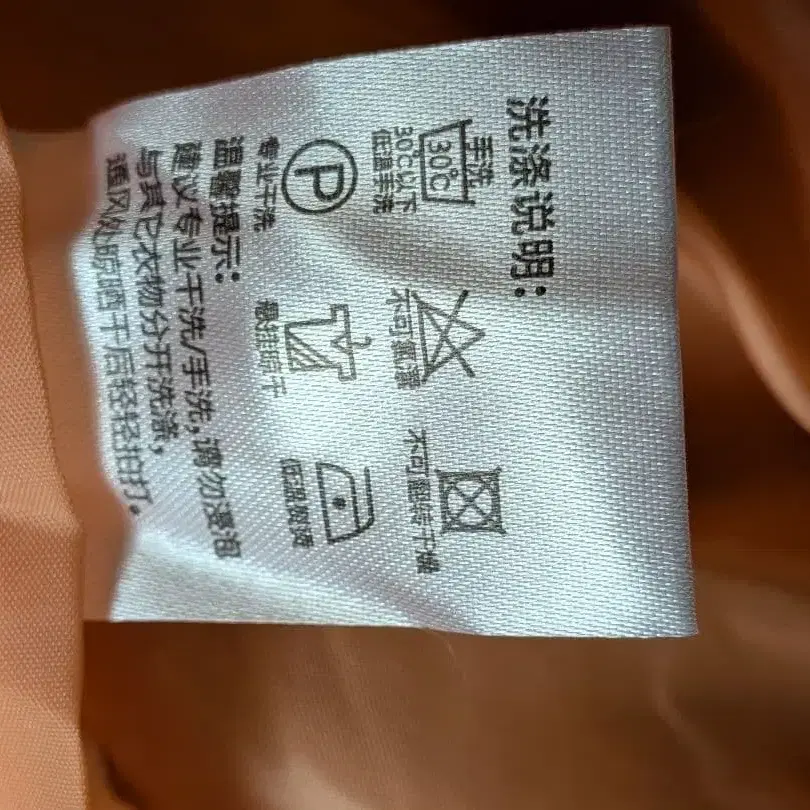 洗涤说明:
手洗
30℃
30℃以下
低温手洗
不可氯漂
不可翻转干燥
P
专业干洗
悬挂晾干
低温熨烫
温馨提示:
建议专业干洗/手洗,请勿浸泡
与其它衣物分开洗涤,
通风处晾晒干后轻轻拍打。